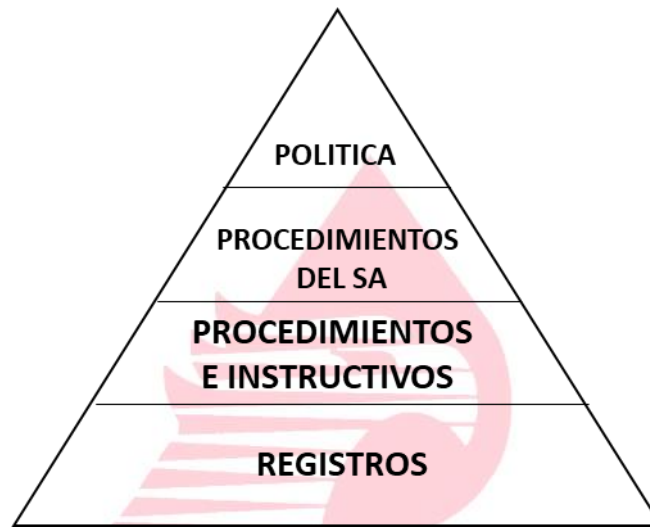 POLITICA
PROCEDIMIENTOS
DEL SA
PROCEDIMIENTOS
E INSTRUCTIVOS
REGISTROS